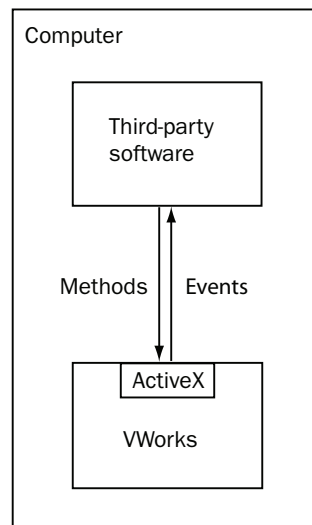 Computer
Third-party
software
Methods
Events
ActiveX
VWorks